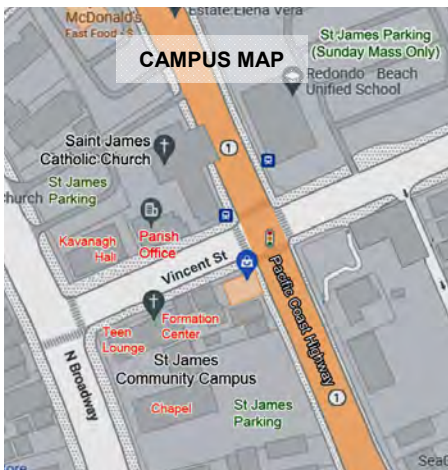 McDonald's
Fast Food · $
Estate:Elena Vera
CAMPUS MAP
St James Parking
(Sunday Mass Only)
Redondo Beach
Unified School
Saint James
Catholic Church
1
St James
Parking
hurch
Kavanagh
Hall
Parish
Office
Vincent St
Pacific Coast Highway
N Broadway
Teen
Lounge
Formation
Center
St James
Community Campus
Chapel
St James
Parking
1
ore
Seaf